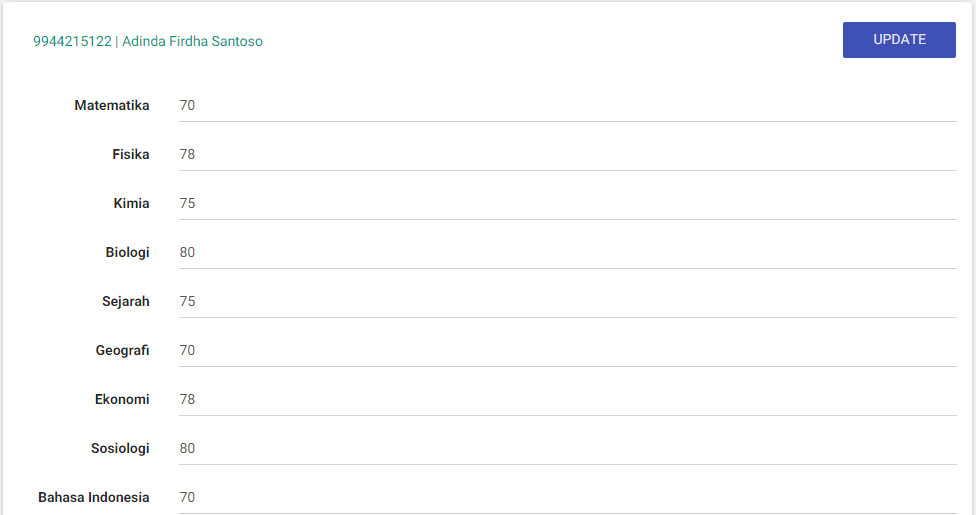 9944215122 | Adinda Firdha Santoso
UPDATE
Matematika 70
Fisika 78
Kimia 75
Biologi 80
Sejarah 75
Geografi 70
Ekonomi 78
Sosiologi 80
Bahasa Indonesia 70